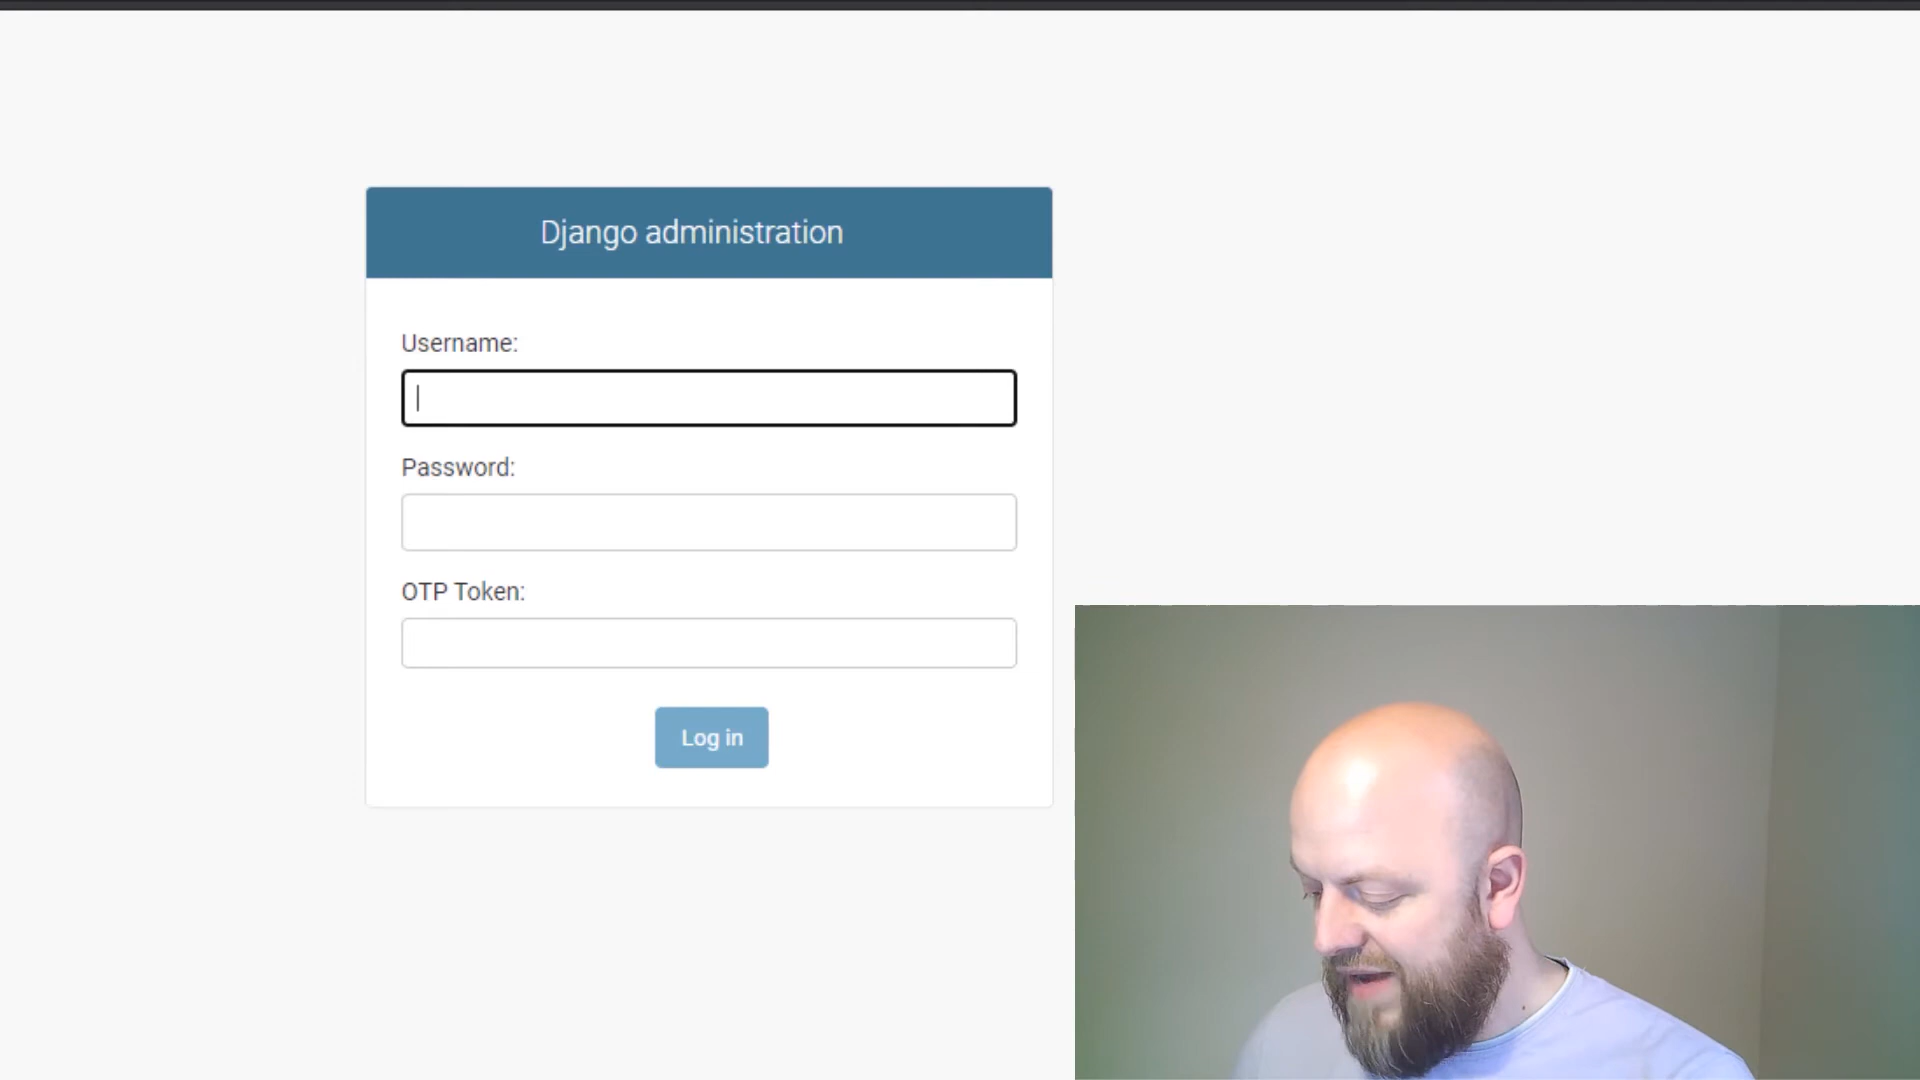 Django administration
Username:
Password:
OTP Token:
Log in